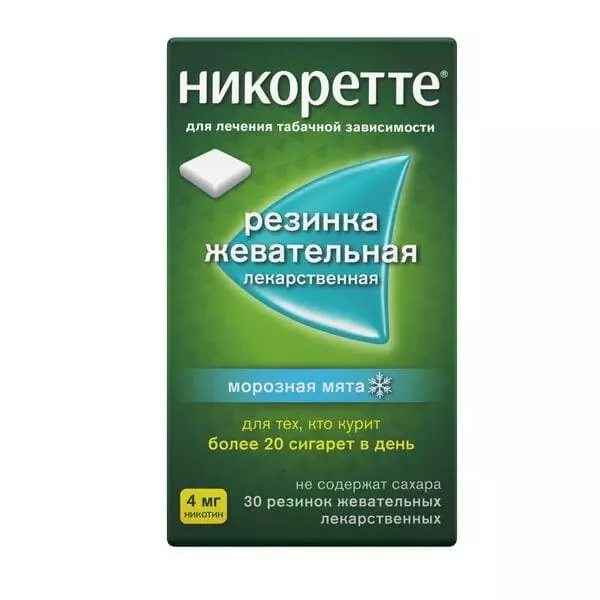 никоретте®
для лечения табачной зависимости
резинка
жевательная
лекарственная
морозная мята
для тех, кто курит
более 20 сигарет в день
4 мг
никотин
не содержат сахара
30 резинок жевательных
лекарственных